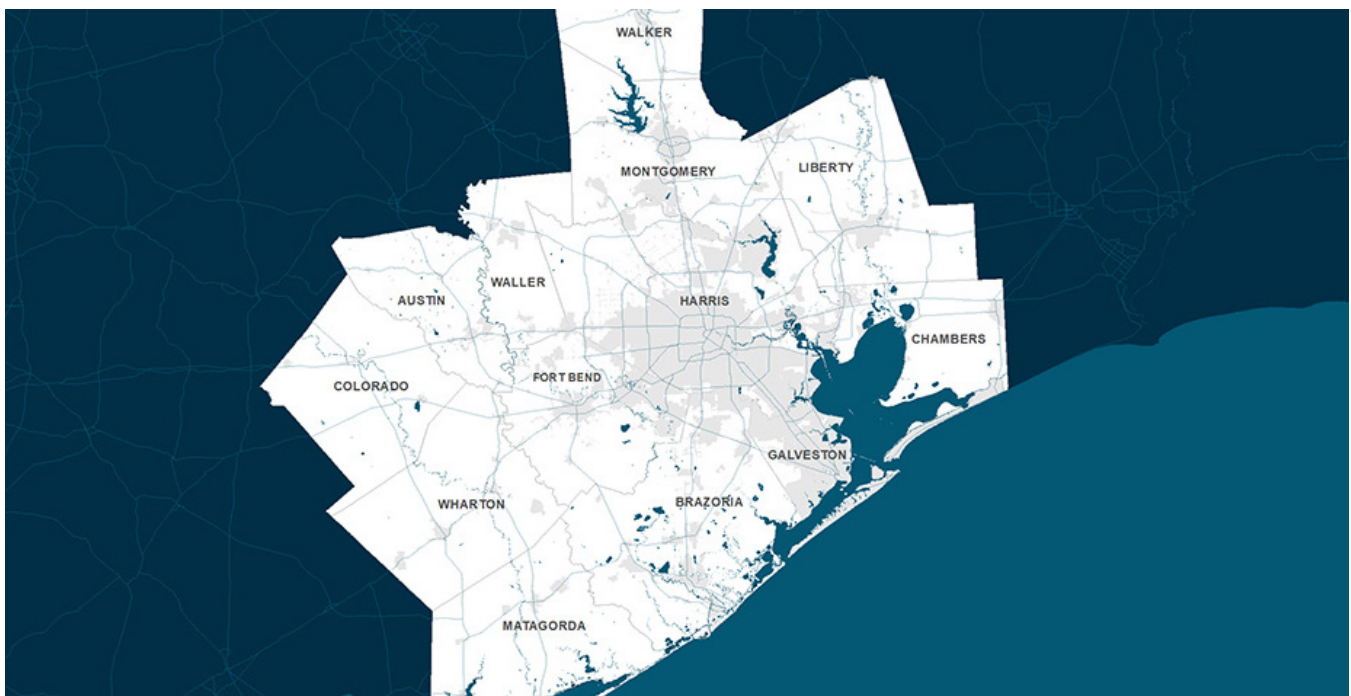 WALKER
MONTGOMERY
LIBERTY
WALLER
AUSTIN
HARRIS
CHAMBERS
FORT BEND
COLORADO
GALVESTON
WHARTON
BRAZORIA
MATAGORDA